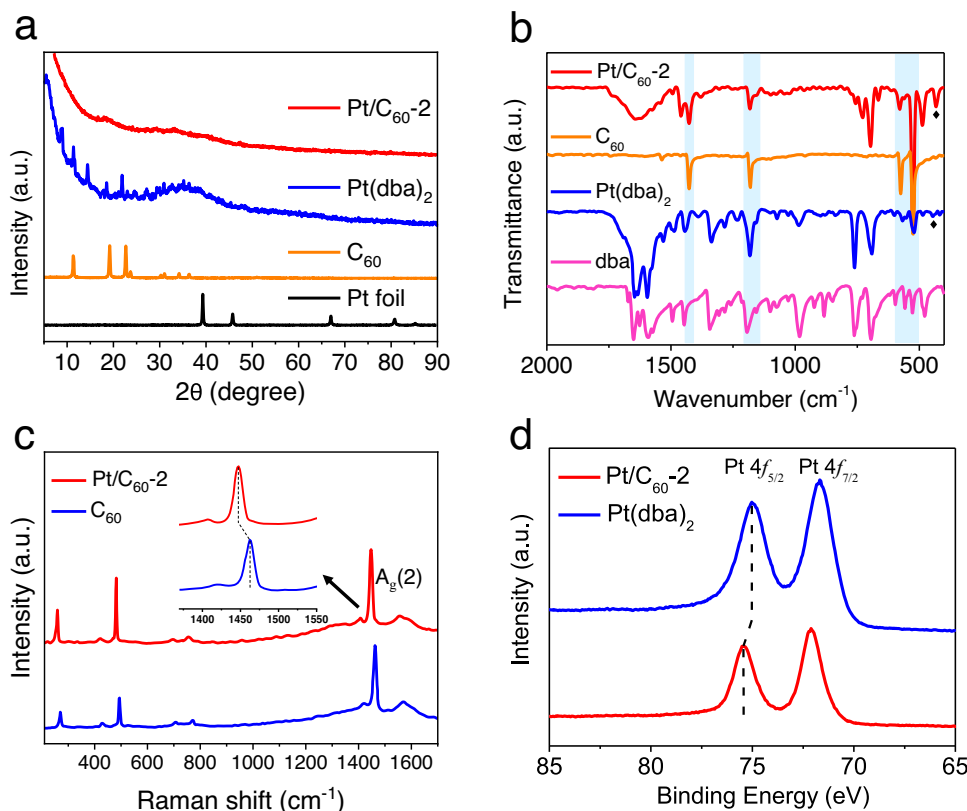 a
Pt/C60-2
Pt(dba)2
C60
Pt foil
Intensity (a.u.)
10 20 30 40 50 60 70 80 90
2θ (degree)
b
Pt/C60-2
C60
Pt(dba)2
dba
♦
♦
Transmittance (a.u.)
2000 1500 1000 500
Wavenumber (cm-1)
c
Pt/C60-2
C60
Ag(2)
1400 1450 1500 1550
Intensity (a.u.)
400 600 800 1000 1200 1400 1600
Raman shift (cm-1)
d
Pt 4f5/2 Pt 4f7/2
Pt/C60-2
Pt(dba)2
Intensity (a.u.)
85 80 75 70 65
Binding Energy (eV)